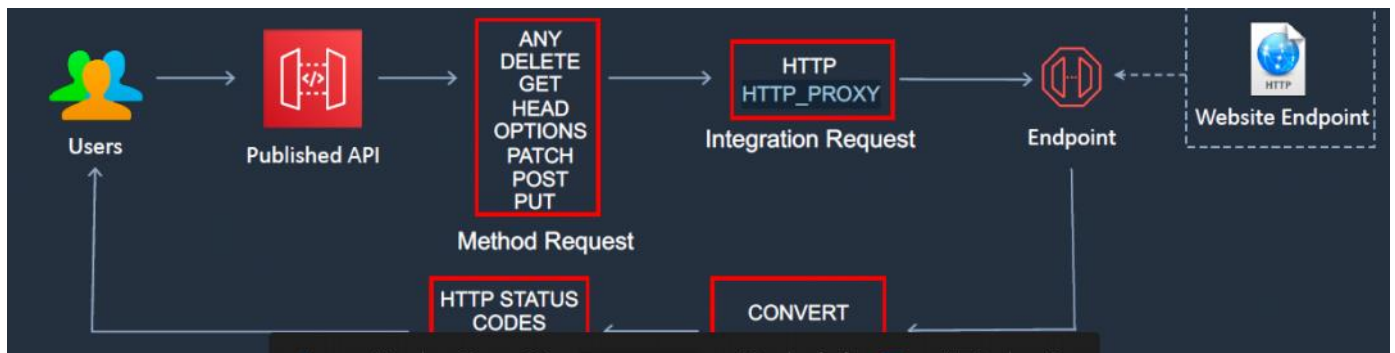 Users
Published API
ANY
DELETE
GET
HEAD
OPTIONS
PATCH
POST
PUT
Method Request
HTTP
HTTP_PROXY
Integration Request
Endpoint
HTTP
Website Endpoint
HTTP STATUS
CODES
CONVERT